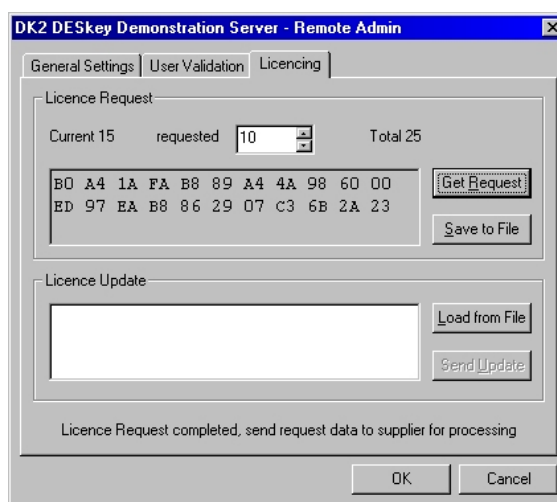 DK2 DESkey Demonstration Server - Remote Admin
General Settings User Validation Licencing
Licence Request
Current 15 requested 10 Total 25
B0 A4 1A FA B8 89 A4 4A 98 60 00
ED 97 EA B8 86 29 07 C3 6B 2A 23
Get Request
Save to File
Licence Update
Load from File
Send Update
Licence Request completed, send request data to supplier for processing
OK Cancel